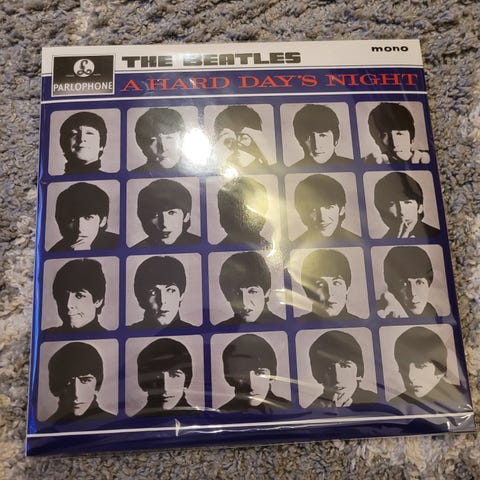 THE BEATLES
mono
PARLOPHONE
A HARD DAY'S NIGHT